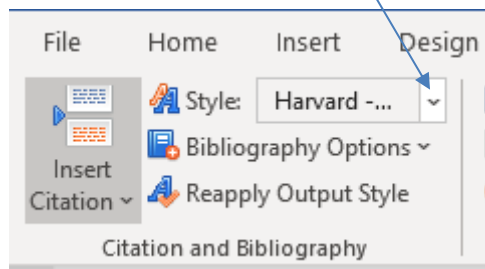 File Home Insert Design
Style: Harvard -...
Bibliography Options
Insert
Citation
Reapply Output Style
Citation and Bibliography